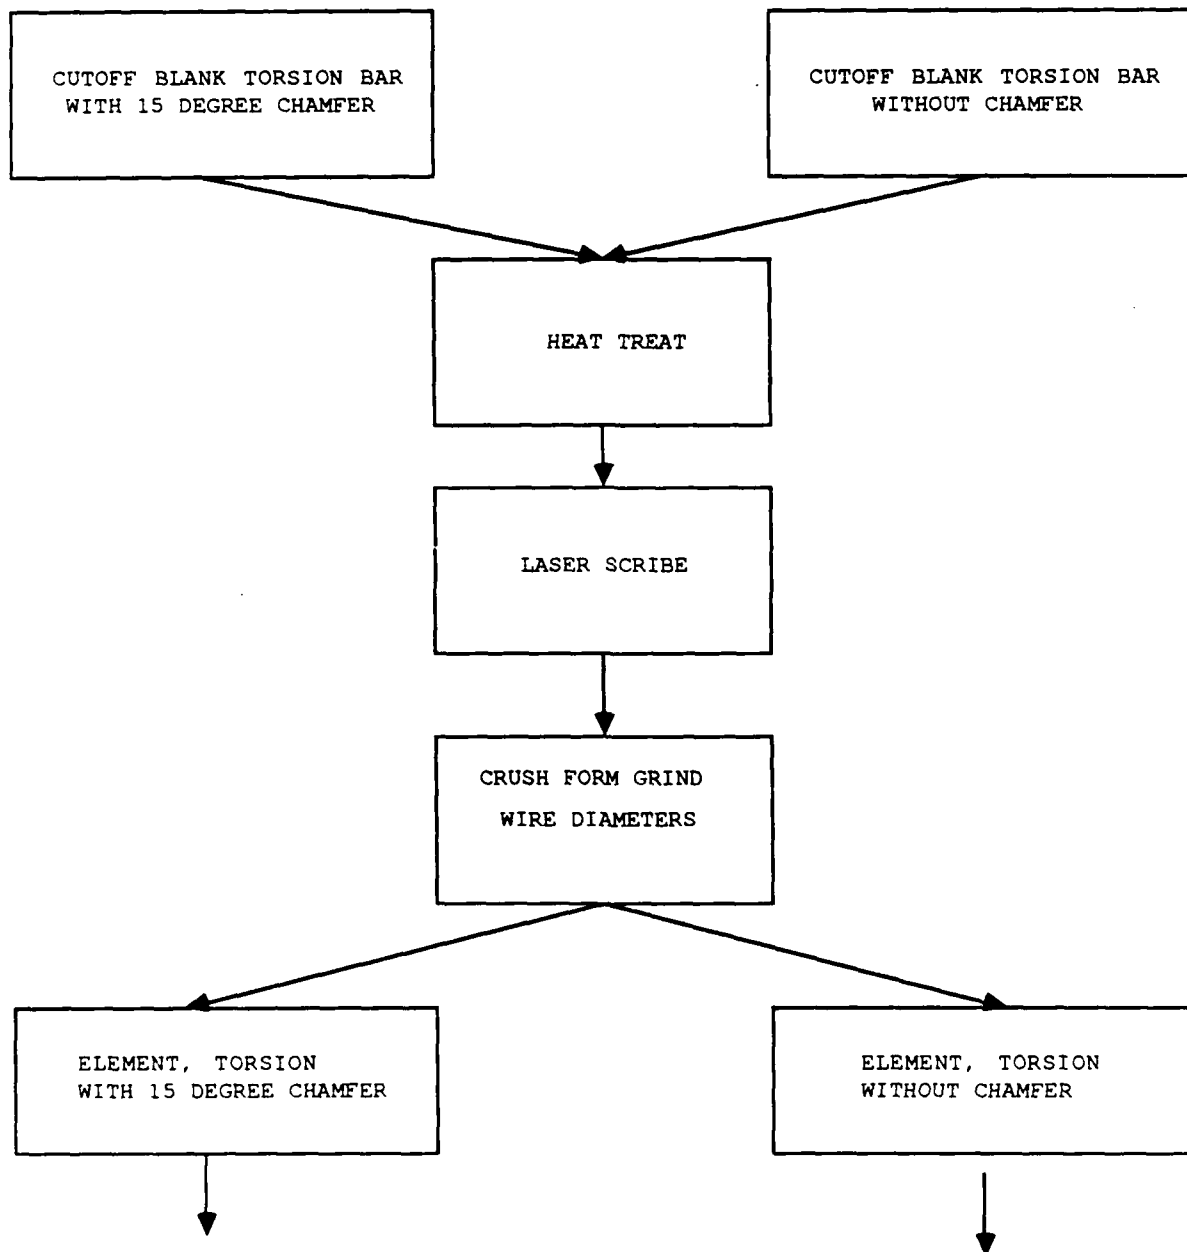 CUTOFF BLANK TORSION BAR
WITH 15 DEGREE CHAMFER
CUTOFF BLANK TORSION BAR
WITHOUT CHAMFER
HEAT TREAT
LASER SCRIBE
CRUSH FORM GRIND
WIRE DIAMETERS
ELEMENT, TORSION
WITH 15 DEGREE CHAMFER
ELEMENT, TORSION
WITHOUT CHAMFER